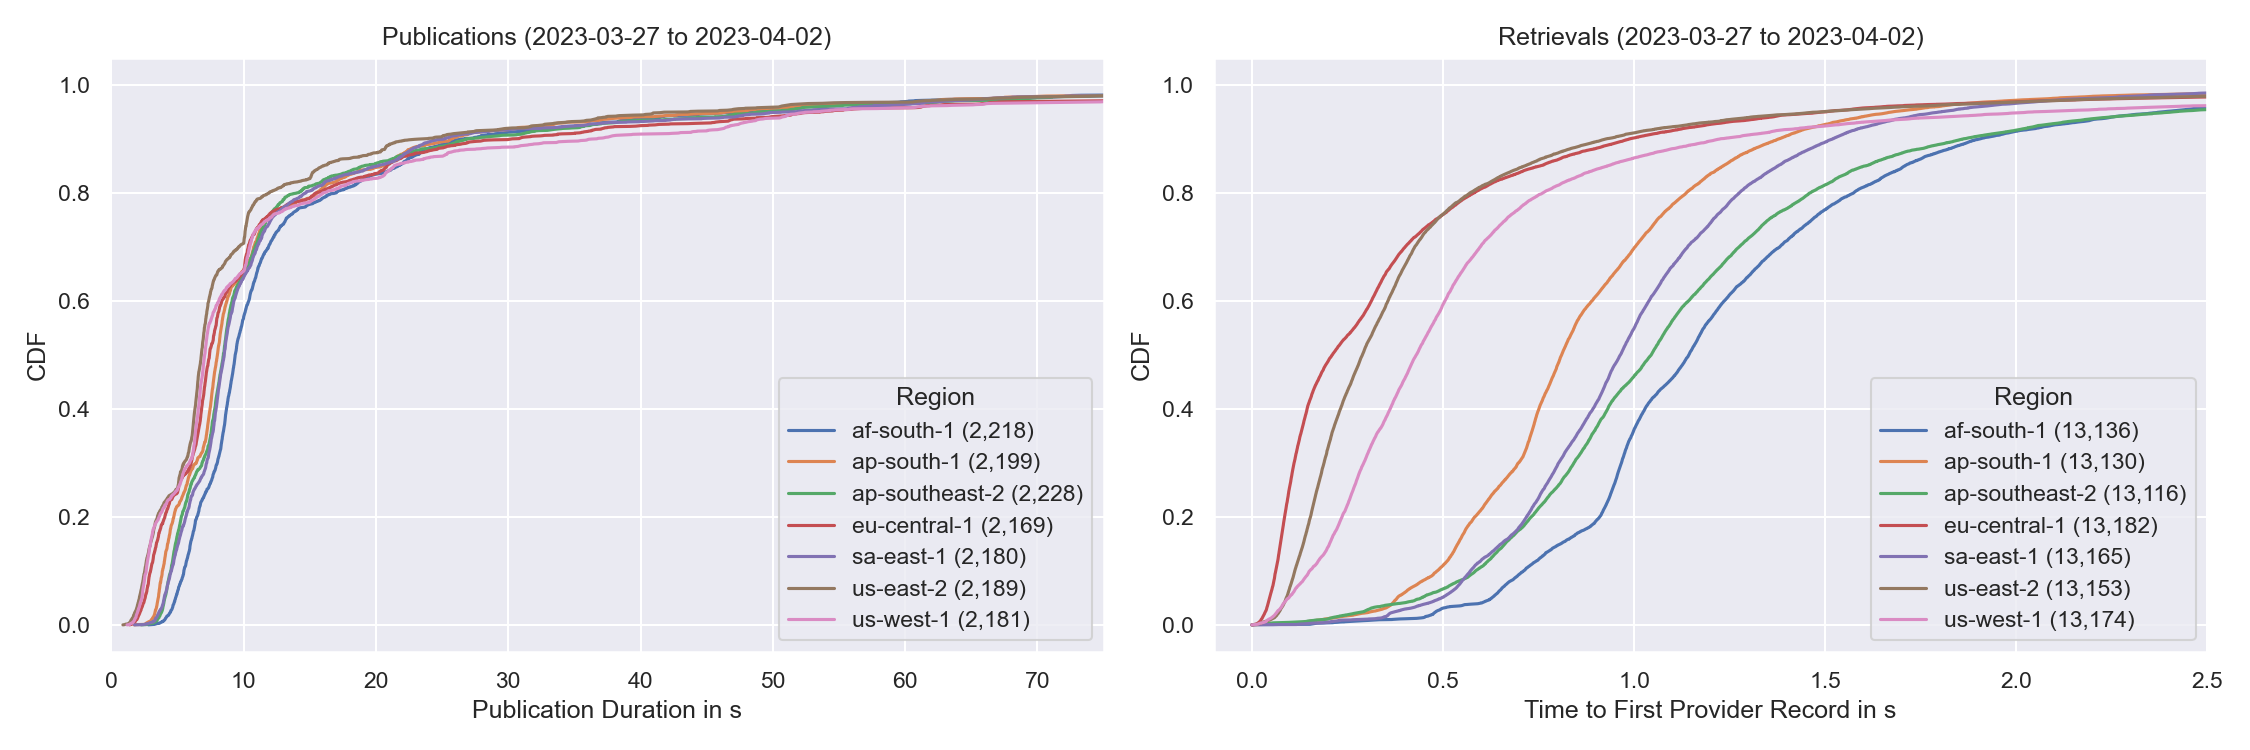 Publications (2023-03-27 to 2023-04-02)
CDF
1.0
0.8
0.6
0.4
0.2
0.0
0 10 20 30 40 50 60 70
Publication Duration in s
Region
af-south-1 (2,218)
ap-south-1 (2,199)
ap-southeast-2 (2,228)
eu-central-1 (2,169)
sa-east-1 (2,180)
us-east-2 (2,189)
us-west-1 (2,181)
Retrievals (2023-03-27 to 2023-04-02)
CDF
1.0
0.8
0.6
0.4
0.2
0.0
0.0 0.5 1.0 1.5 2.0 2.5
Time to First Provider Record in s
Region
af-south-1 (13,136)
ap-south-1 (13,130)
ap-southeast-2 (13,116)
eu-central-1 (13,182)
sa-east-1 (13,165)
us-east-2 (13,153)
us-west-1 (13,174)